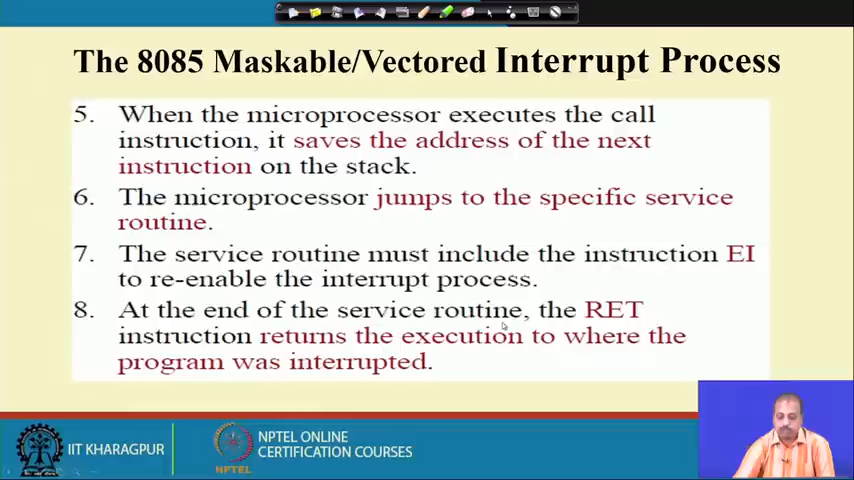 The 8085 Maskable/Vectored Interrupt Process
5. When the microprocessor executes the call
instruction, it saves the address of the next
instruction on the stack.
6. The microprocessor jumps to the specific service
routine.
7. The service routine must include the instruction EI
to re-enable the interrupt process.
8. At the end of the service routine, the RET
instruction returns the execution to where the
program was interrupted.
IIT KHARAGPUR
NPTEL
NPTEL ONLINE
CERTIFICATION COURSES